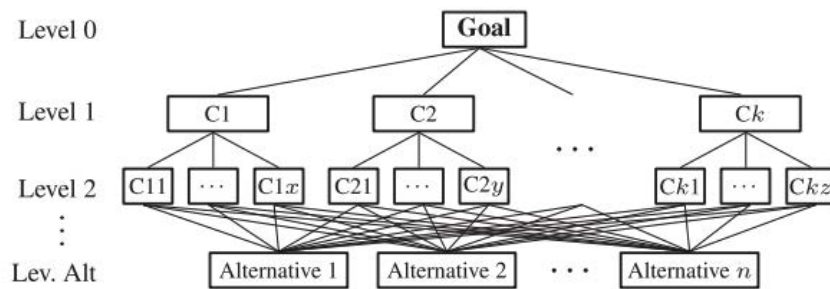 Level 0 Goal
Level 1 C1 C2 Ck
...
Level 2 C11 ... C1x C21 ... C2y Ck1 ... Ckz
⋮
Lev. Alt Alternative 1 Alternative 2 ... Alternative n